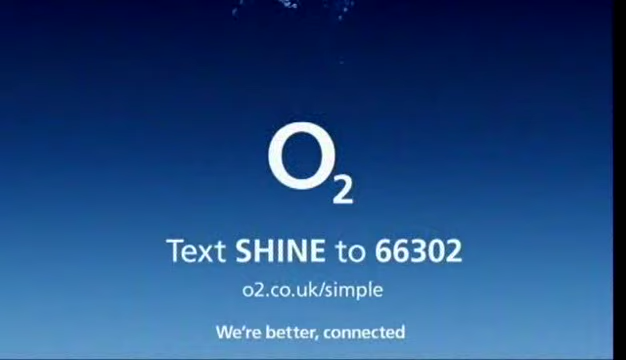 O2
Text SHINE to 66302
o2.co.uk/simple
We're better, connected